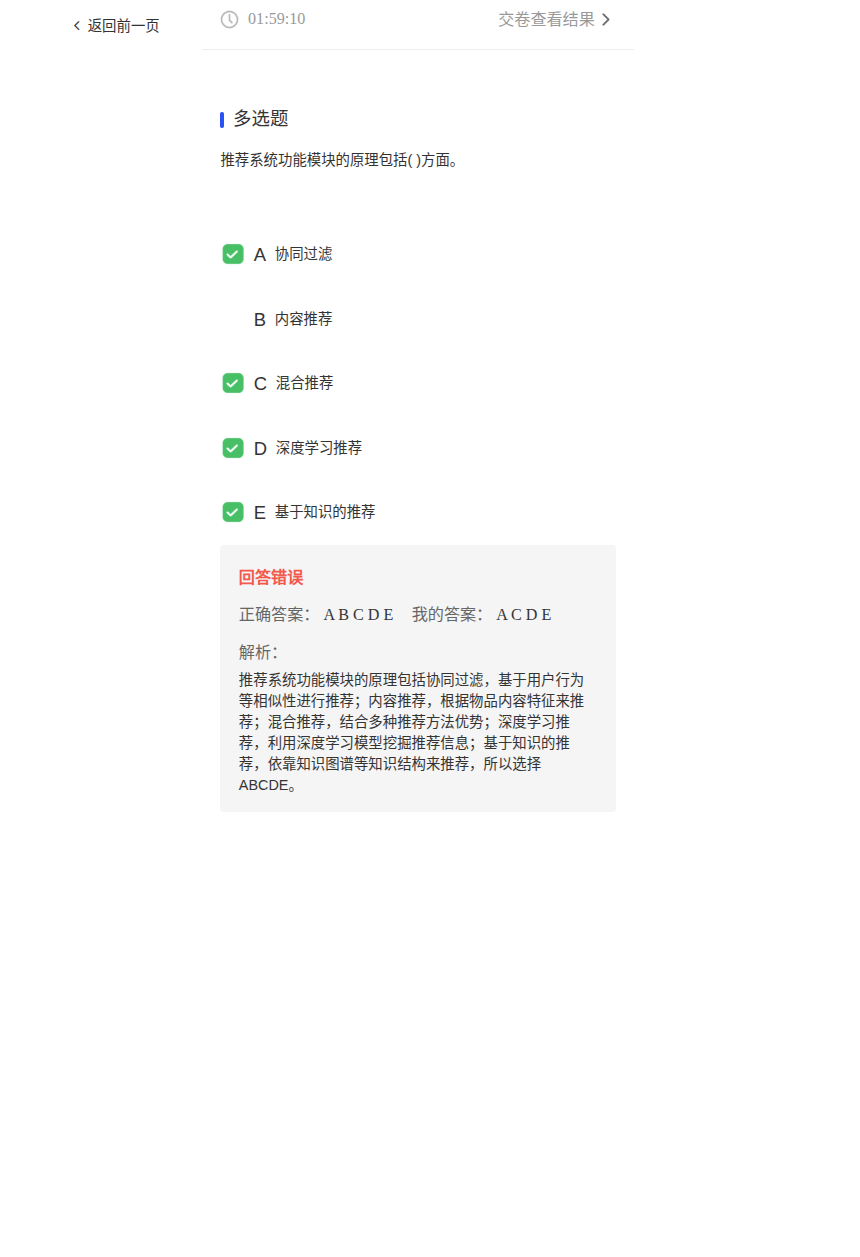 返回前一页
01:59:10
交卷查看结果
多选题
推荐系统功能模块的原理包括( )方面。
A 协同过滤
B 内容推荐
C 混合推荐
D 深度学习推荐
E 基于知识的推荐
回答错误
正确答案： A B C D E 我的答案： A C D E
解析：
推荐系统功能模块的原理包括协同过滤，基于用户行为
等相似性进行推荐；内容推荐，根据物品内容特征来推
荐；混合推荐，结合多种推荐方法优势；深度学习推
荐，利用深度学习模型挖掘推荐信息；基于知识的推
荐，依靠知识图谱等知识结构来推荐，所以选择
ABCDE。